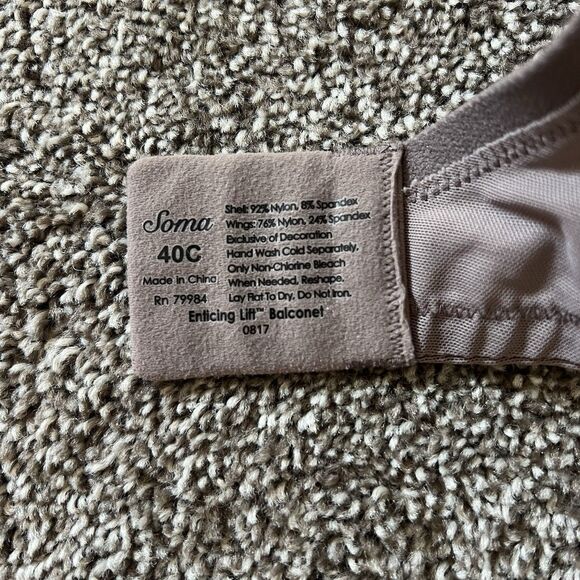 Soma
40C
Made in China
Rn 79984
Shell: 92% Nylon, 8% Spandex
Wings: 76% Nylon, 24% Spandex
Exclusive of Decoration
Hand Wash Cold Separately,
Only Non-Chlorine Bleach
When Needed, Reshape.
Lay Flat To Dry. Do Not Iron.
Enticing Lift™ Balconet
0817